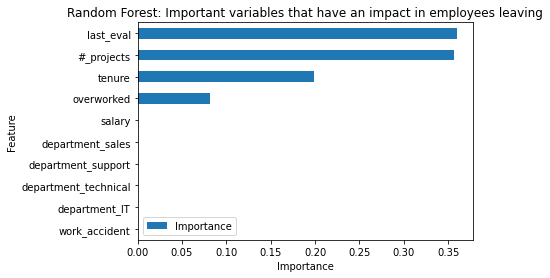 Random Forest: Important variables that have an impact in employees leaving
last_eval
#_projects
tenure
overworked
salary
department_sales
department_support
department_technical
department_IT
work_accident
Feature
Importance
0.00 0.05 0.10 0.15 0.20 0.25 0.30 0.35
Importance